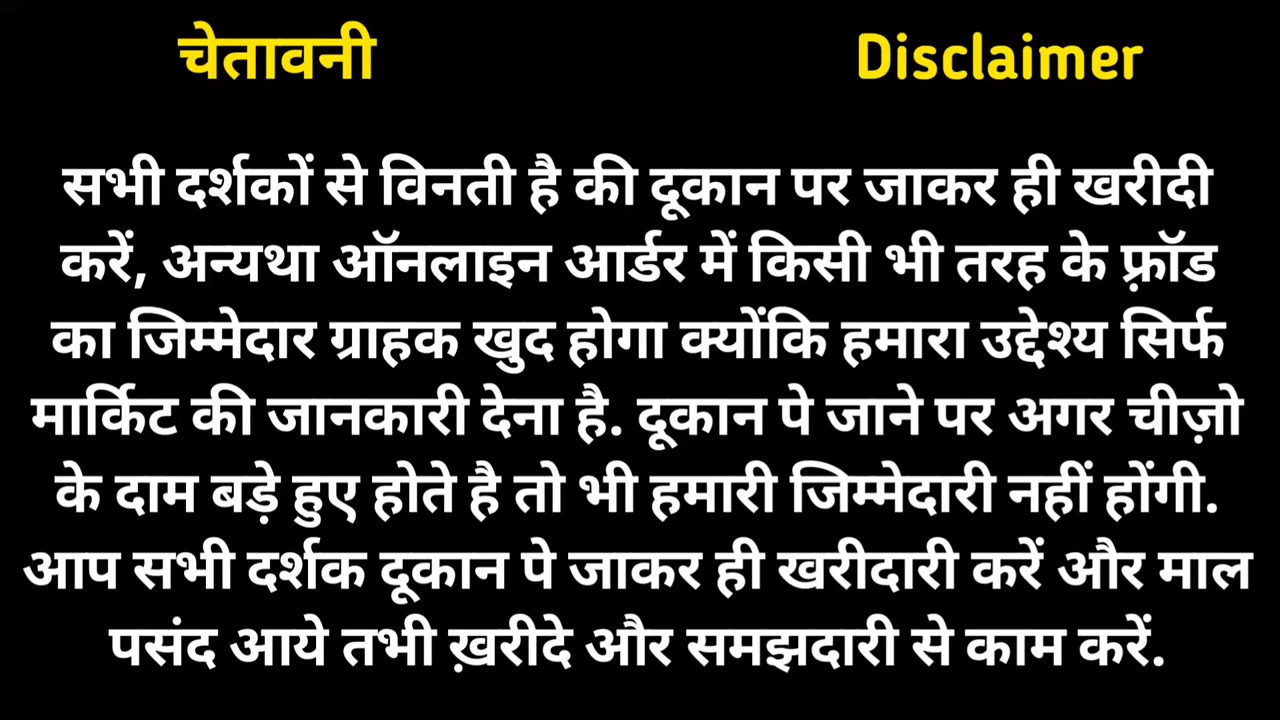 चेतावनी Disclaimer
सभी दर्शकों से विनती है की दूकान पर जाकर ही खरीदी
करें, अन्यथा ऑनलाइन आर्डर में किसी भी तरह के फ़्रॉड
का जिम्मेदार ग्राहक खुद होगा क्योंकि हमारा उद्देश्य सिर्फ
मार्किट की जानकारी देना है. दूकान पे जाने पर अगर चीज़ो
के दाम बड़े हुए होते है तो भी हमारी जिम्मेदारी नहीं होंगी.
आप सभी दर्शक दूकान पे जाकर ही खरीदारी करें और माल
पसंद आये तभी ख़रीदे और समझदारी से काम करें.